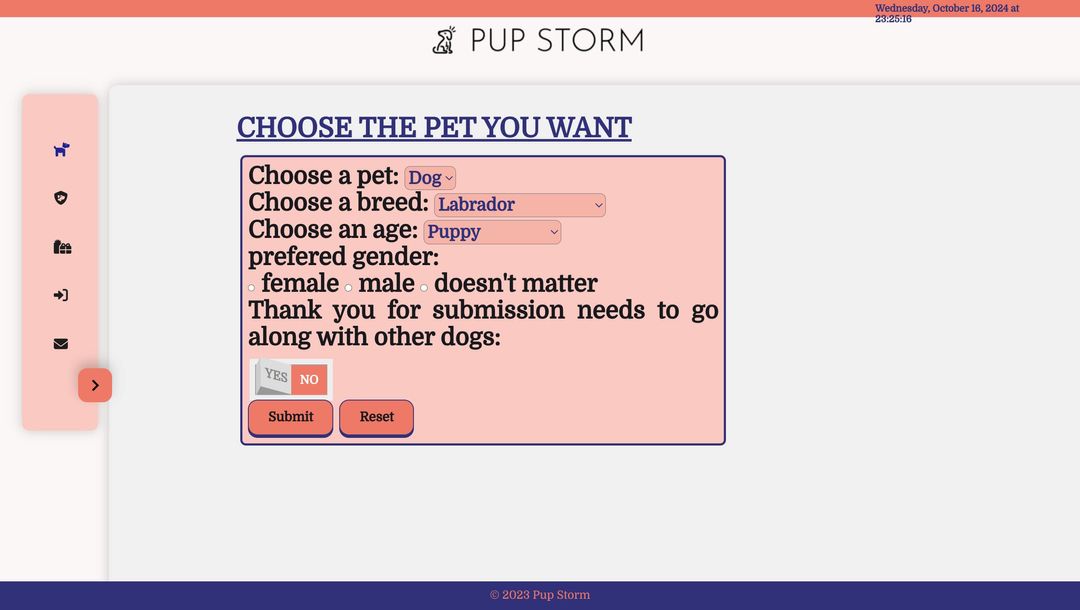 Wednesday, October 16, 2024 at
23:25:16
PUP STORM
CHOOSE THE PET YOU WANT
Choose a pet: Dog
Choose a breed: Labrador
Choose an age: Puppy
prefered gender:
female male doesn't matter
Thank you for submission needs to go
along with other dogs:
YES NO
Submit Reset
© 2023 Pup Storm